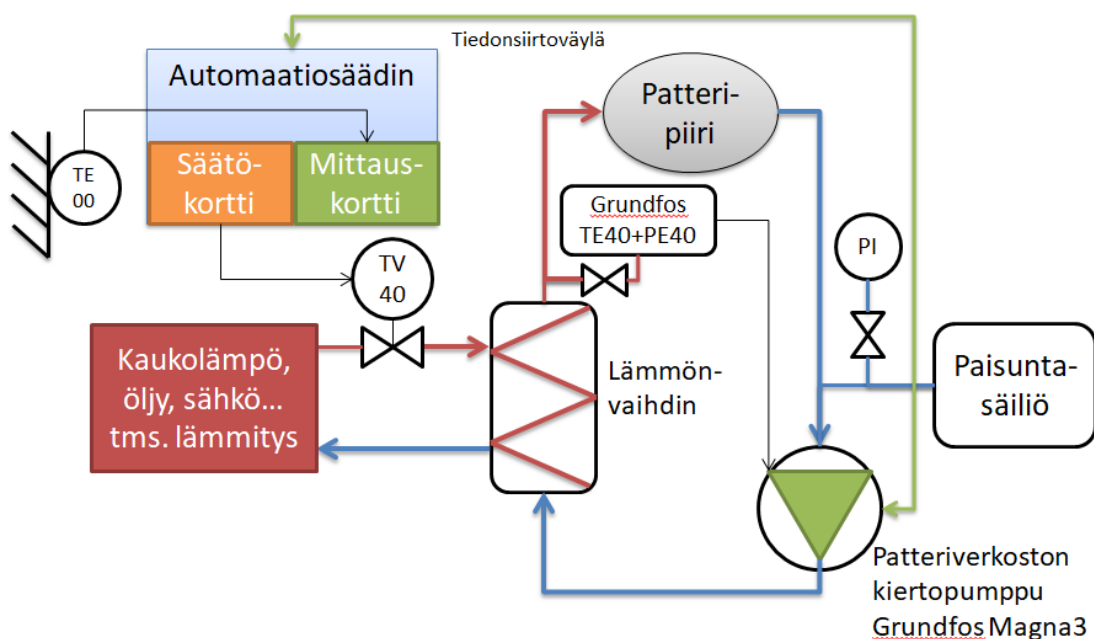 Tiedonsiirtoväylä
Automaatiosäädin
Säätö-
kortti
Mittaus-
kortti
TE
00
Patteri-
piiri
Grundfos
TE40+PE40
PI
TV
40
Kaukolämpö,
öljy, sähkö...
tms. lämmitys
Lämmön-
vaihdin
Paisunta-
säiliö
Patteriverkoston
kiertopumppu
Grundfos Magna3